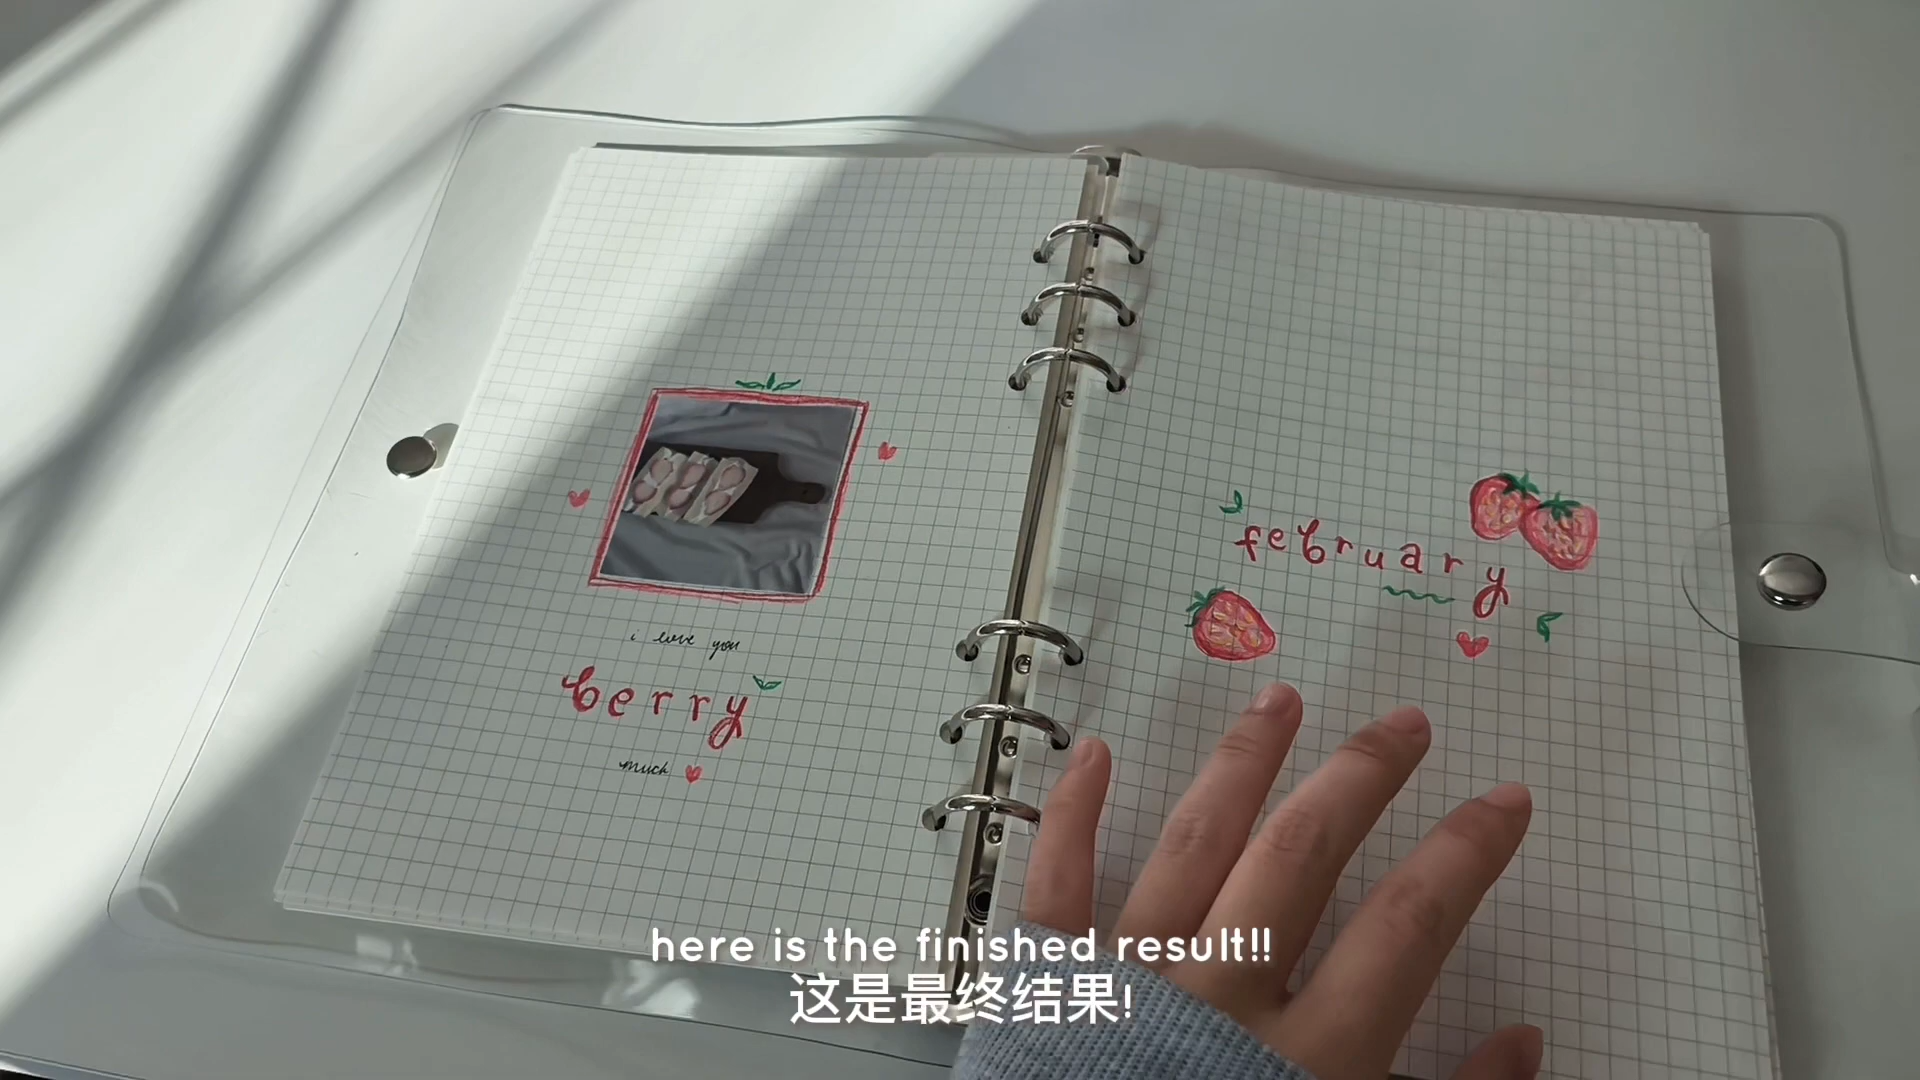 i love you
berry
much
february
here is the finished result!!
这是最终结果!